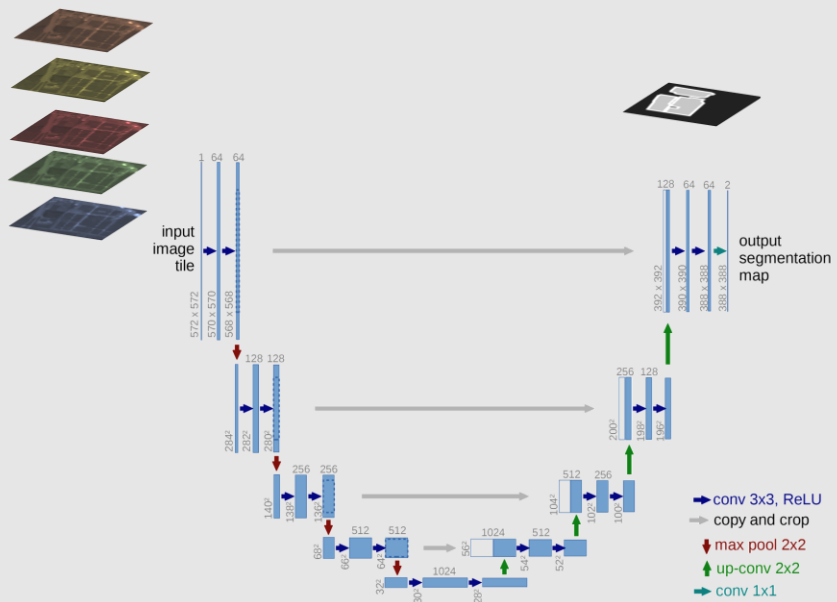 1 64 64
input
image
tile
572 x 572
570 x 570
568 x 568
128 64 64 2
392 x 392
390 x 390
388 x 388
388 x 388
output
segmentation
map
128 128
284²
282²
280²
256 128
200²
198²
196²
256 256
140²
138²
136²
512 256
104²
102²
100²
512 512
68²
66²
64²
1024 512
56²
54²
52²
1024
32²
30²
28²
conv 3x3, ReLU
copy and crop
max pool 2x2
up-conv 2x2
conv 1x1